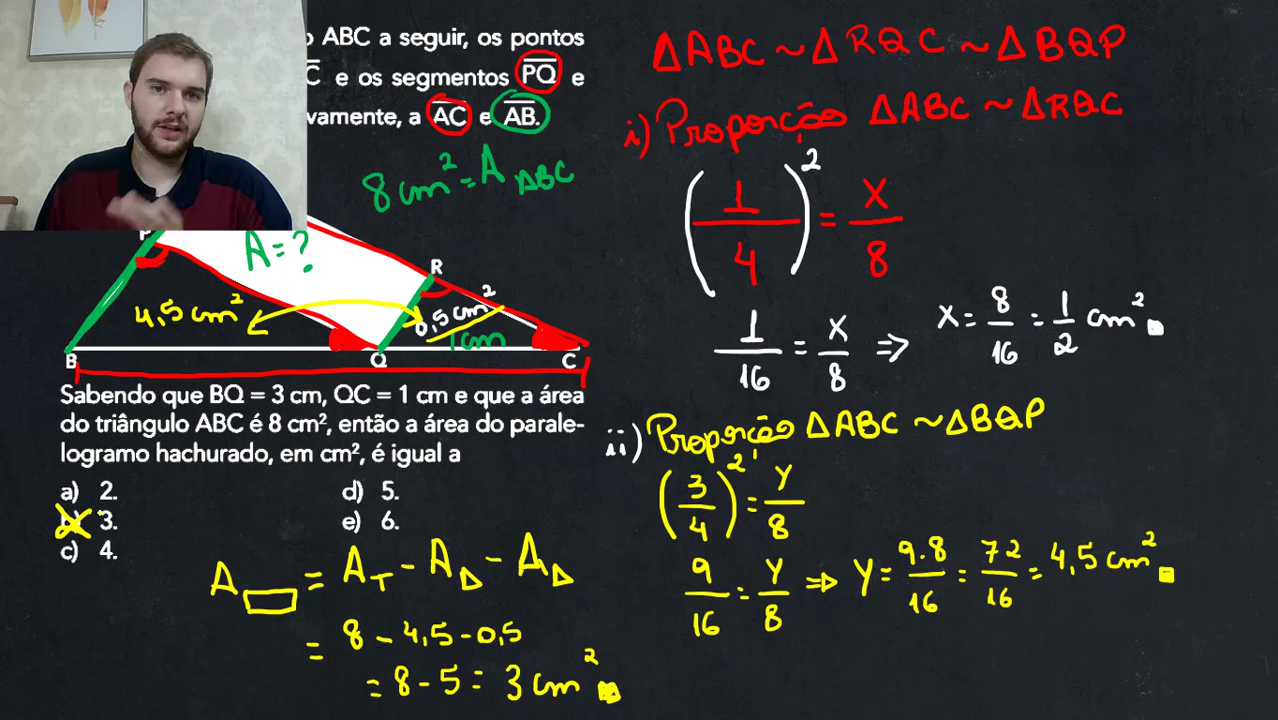 o ABC a seguir, os pontos
C e os segmentos PQ e
vamente, a AC e AB.
8 cm² = A ABC
A = ?
P
R
4,5 cm²
0,5 cm²
1 cm
B
Q
C
Sabendo que BQ = 3 cm, QC = 1 cm e que a área
do triângulo ABC é 8 cm², então a área do parale-
logramo hachurado, em cm², é igual a
a) 2.
3.
c) 4.
d) 5.
e) 6.
A▭ = A_T - A_Δ - A_Δ
= 8 - 4,5 - 0,5
= 8 - 5 = 3 cm²
ΔABC ~ ΔRQC ~ ΔBQP
i) Proporção ΔABC ~ ΔRQC
(1/4)² = X/8
1/16 = X/8 ⇒ X = 8/16 = 1/2 cm².
ii) Proporção ΔABC ~ ΔBQP
(3/4)² = Y/8
9/16 = Y/8 ⇒ Y = 9.8/16 = 72/16 = 4,5 cm².